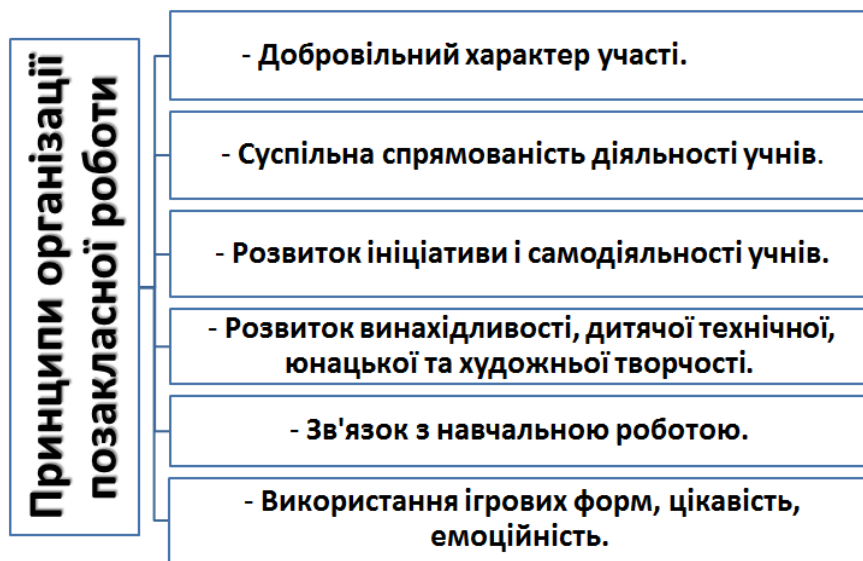 Принципи організації
позакласної роботи
- Добровільний характер участі.
- Суспільна спрямованість діяльності учнів.
- Розвиток ініціативи і самодіяльності учнів.
- Розвиток винахідливості, дитячої технічної,
юнацької та художньої творчості.
- Зв'язок з навчальною роботою.
- Використання ігрових форм, цікавість,
емоційність.